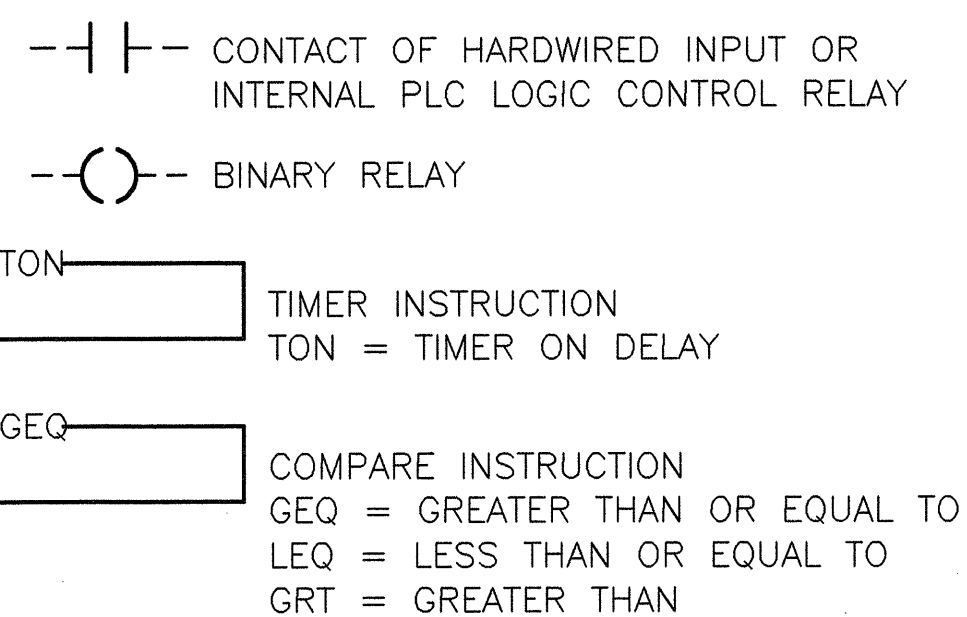 CONTACT OF HARDWIRED INPUT OR
INTERNAL PLC LOGIC CONTROL RELAY
BINARY RELAY
TON
TIMER INSTRUCTION
TON = TIMER ON DELAY
GEQ
COMPARE INSTRUCTION
GEQ = GREATER THAN OR EQUAL TO
LEQ = LESS THAN OR EQUAL TO
GRT = GREATER THAN